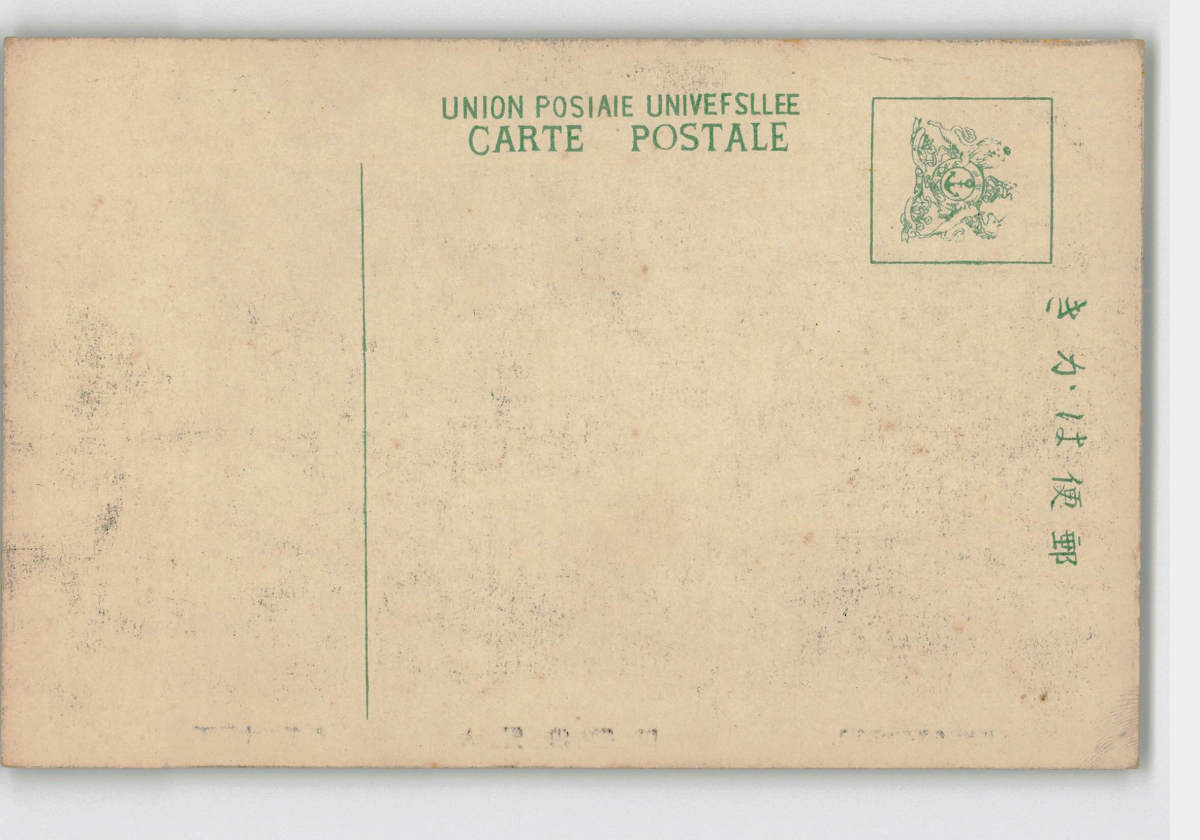 UNION POSIAIE UNIVEFSLLEE
CARTE POSTALE
きかは便郵